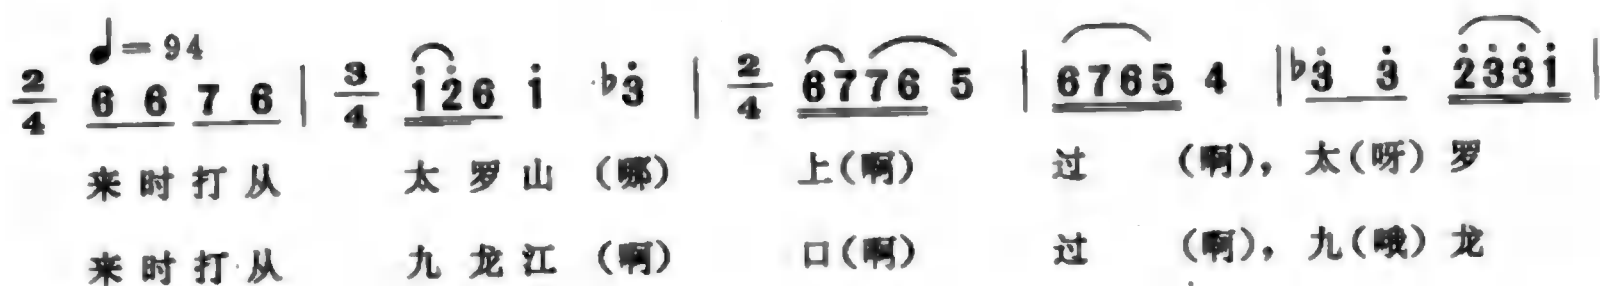 ♩= 94
2/4 6 6 7 6 | 3/4 i̇ 2̇ 6 i̇ ♭3̇ | 2/4 6 7 7 6 5 | 6 7 6 5 4 | ♭3̇ 3̇ 2̇ 3̇ 3̇ i̇ |
来时打从 太罗山(哪) 上(啊) 过 (啊), 太(呀)罗
来时打从 九龙江(啊) 口(啊) 过 (啊), 九(哦)龙